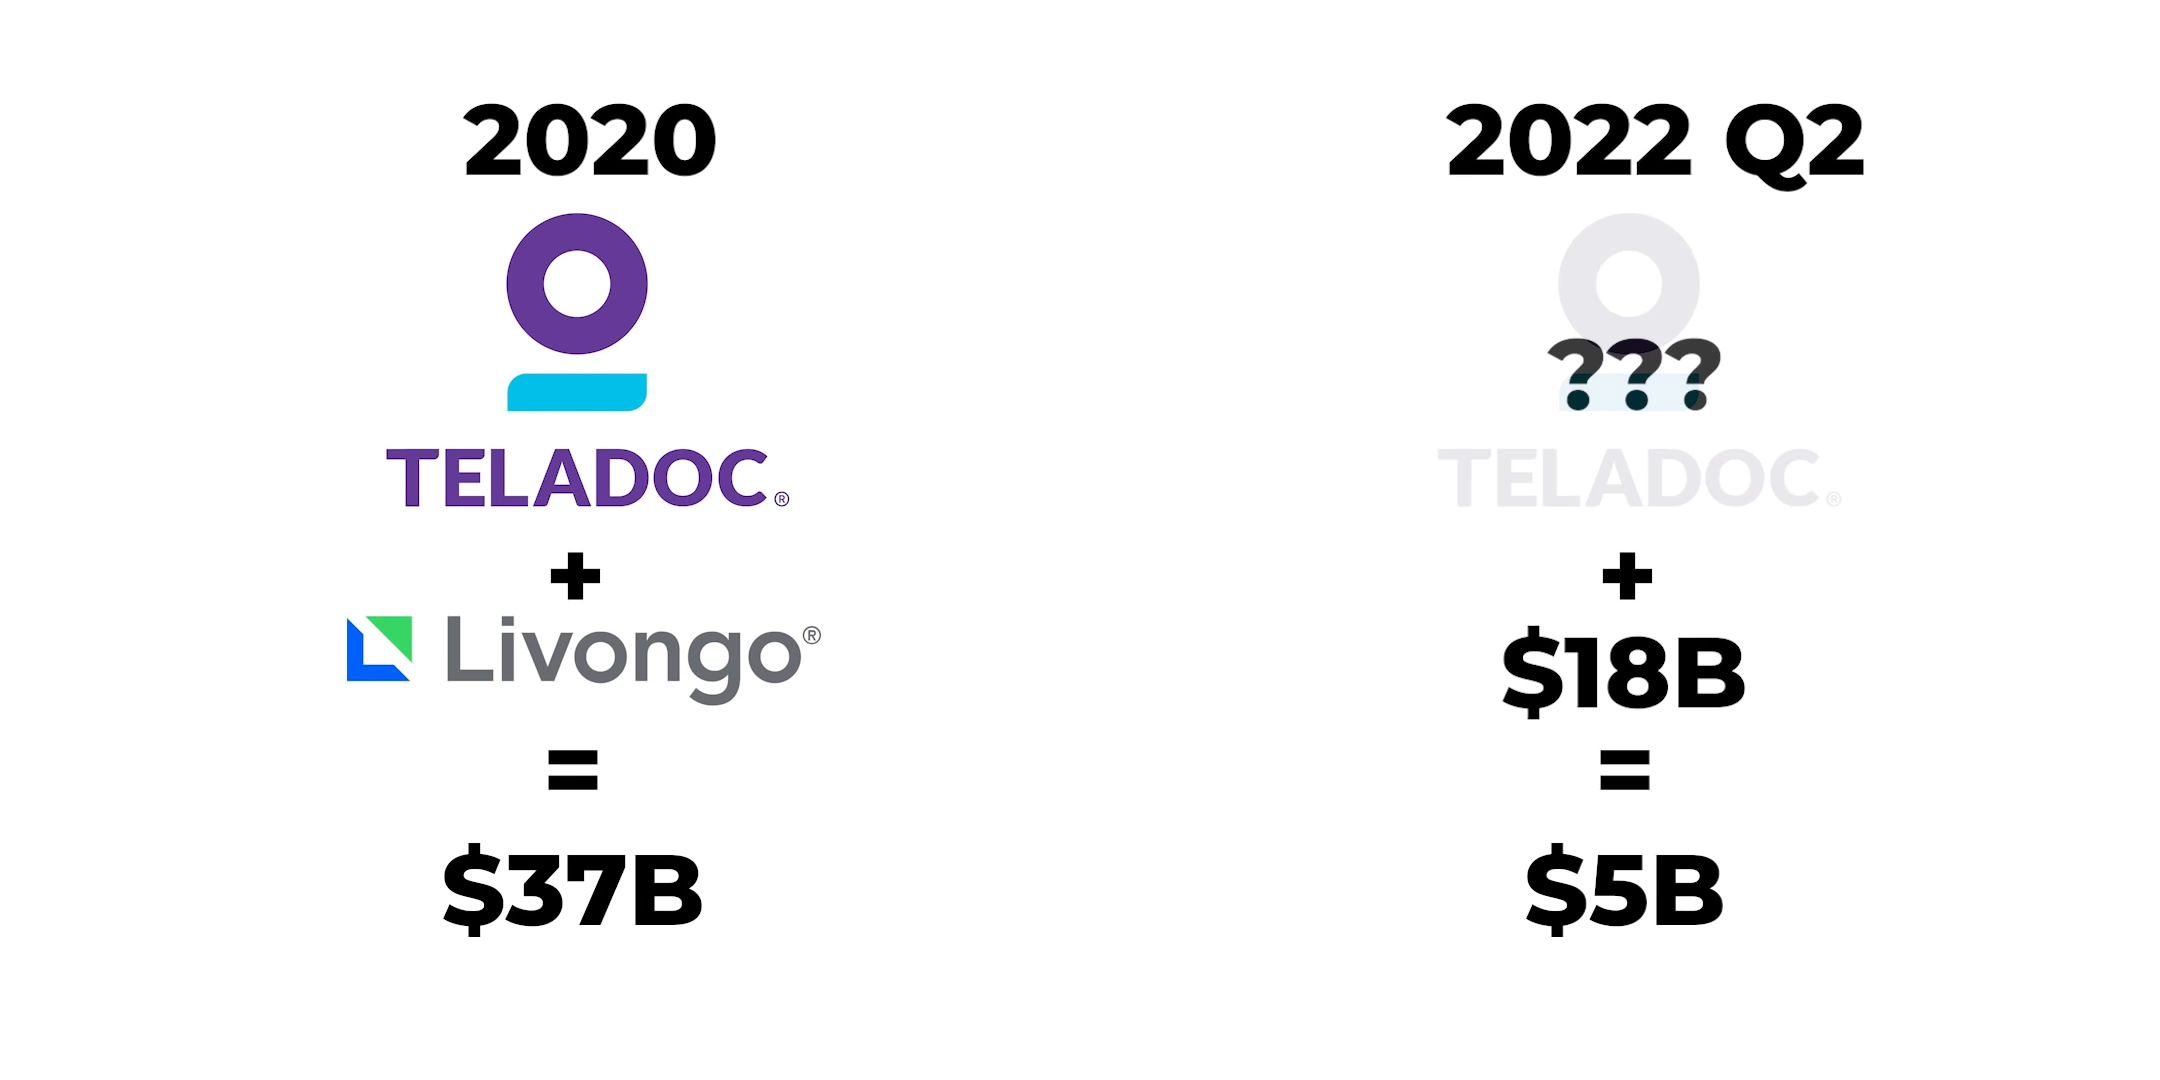 2020
TELADOC®
+
Livongo®
=
$37B
2022 Q2
???
TELADOC®
+
$18B
=
$5B